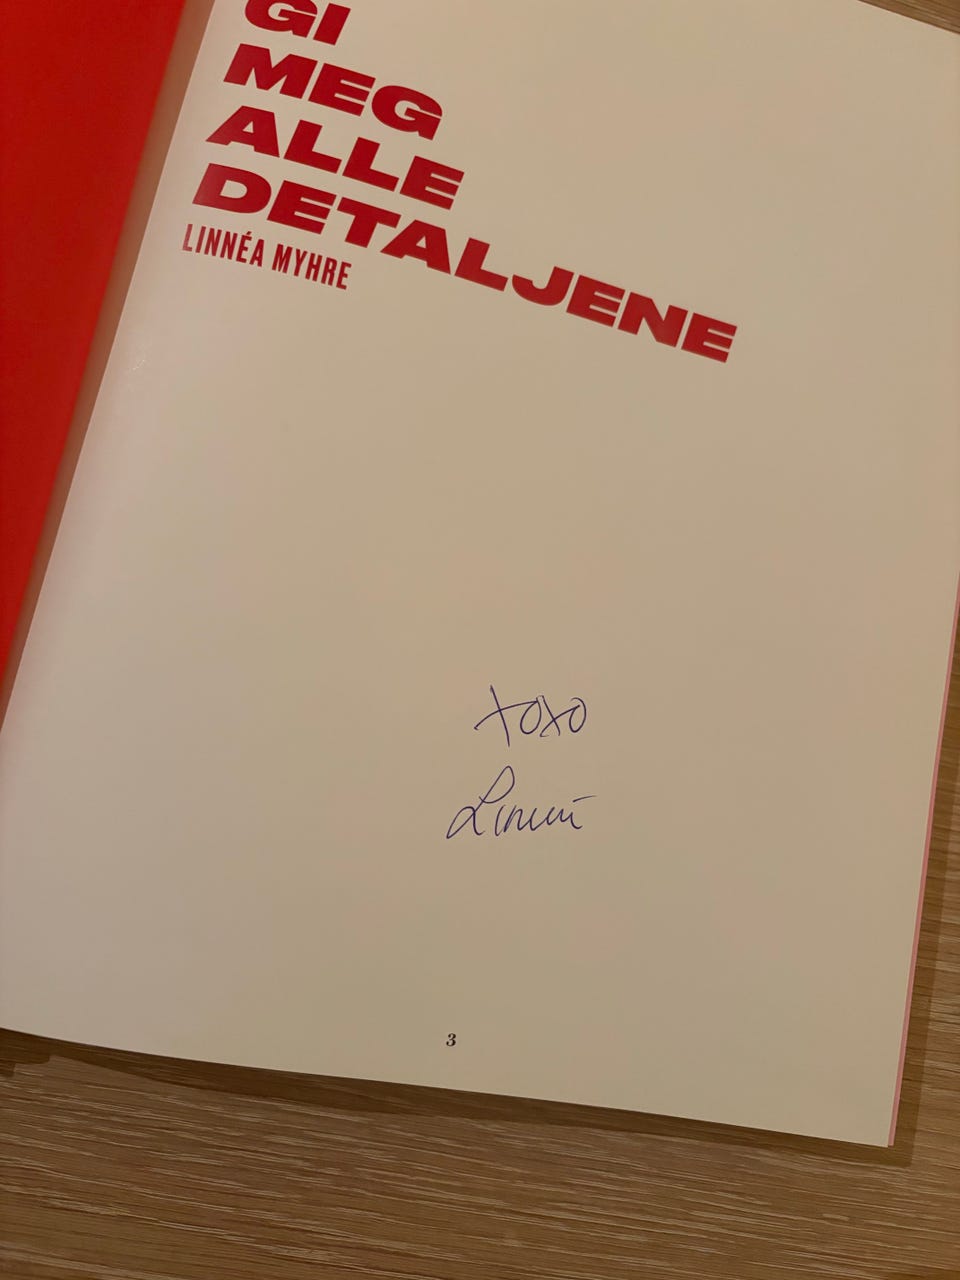 GI
MEG
ALLE
DETALJENE
LINNÉA MYHRE
xoxo
Linnéa
3